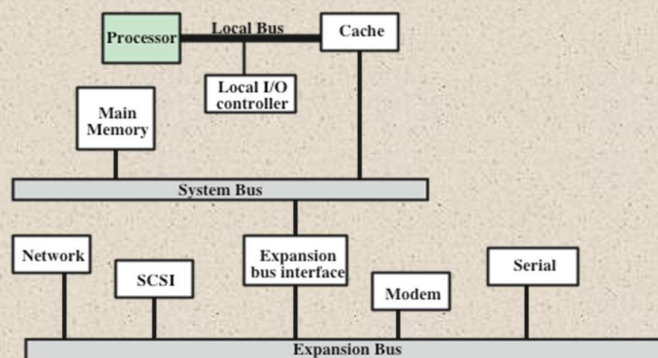 Processor
Local Bus
Cache
Local I/O
controller
Main
Memory
System Bus
Network
SCSI
Expansion
bus interface
Modem
Serial
Expansion Bus